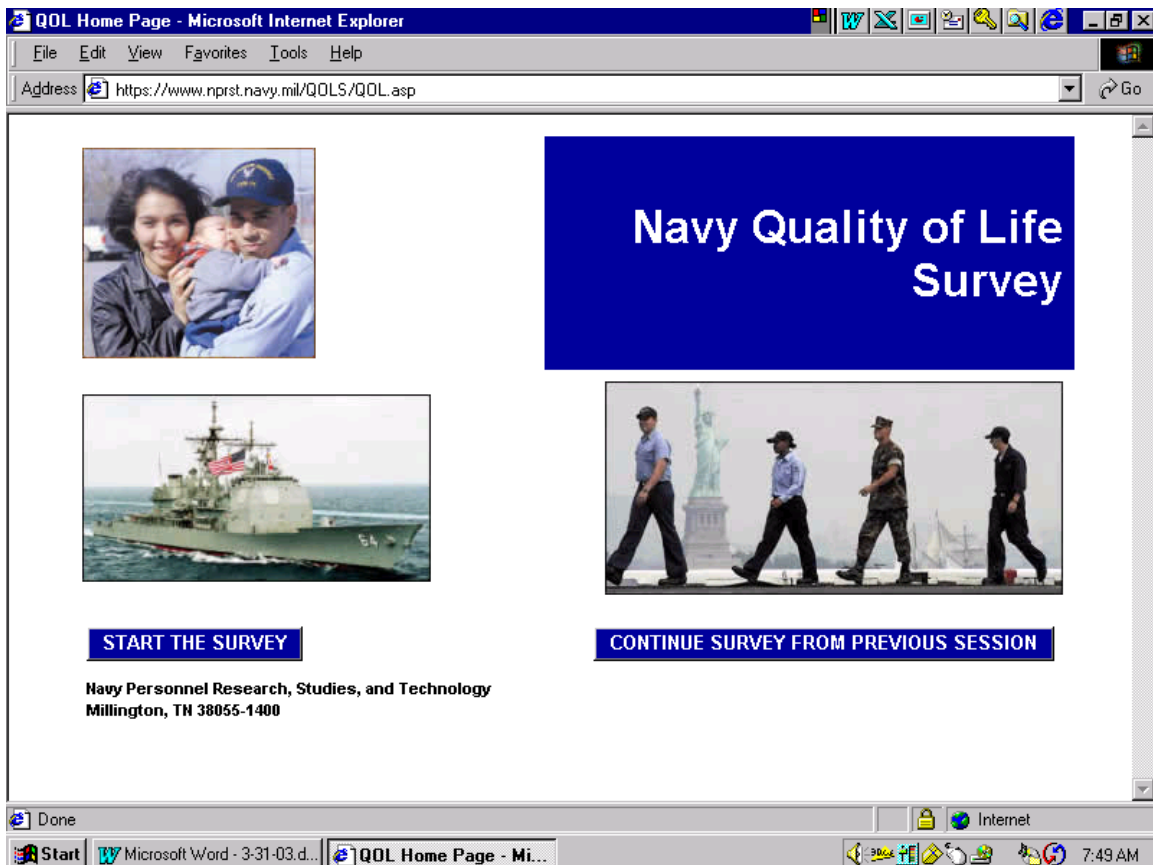 QOL Home Page - Microsoft Internet Explorer
File Edit View Favorites Tools Help
Address https://www.nprst.navy.mil/QOLS/QOL.asp Go
Navy Quality of Life
Survey
64
START THE SURVEY
CONTINUE SURVEY FROM PREVIOUS SESSION
Navy Personnel Research, Studies, and Technology
Millington, TN 38055-1400
Done
Internet
Start
Microsoft Word - 3-31-03.d...
QOL Home Page - Mi...
7:49 AM